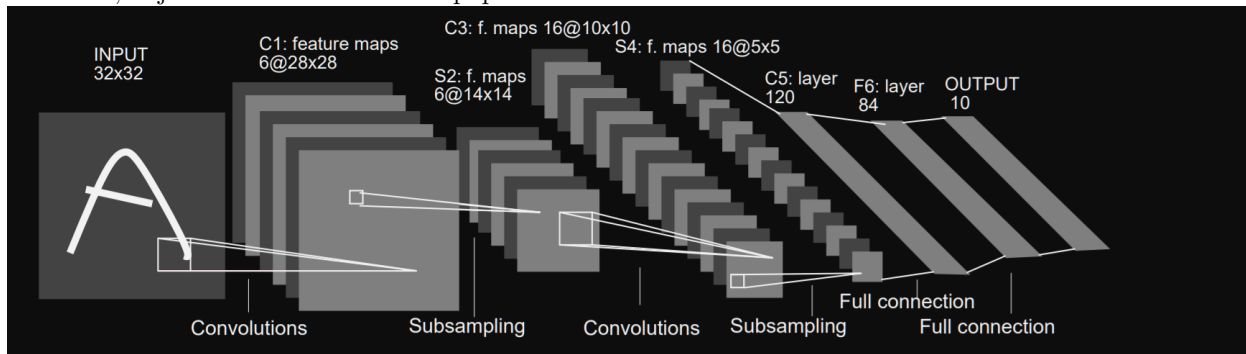 INPUT
32x32
C1: feature maps
6@28x28
S2: f. maps
6@14x14
C3: f. maps 16@10x10
S4: f. maps 16@5x5
C5: layer
120
F6: layer
84
OUTPUT
10
Convolutions
Subsampling
Convolutions
Subsampling
Full connection
Full connection